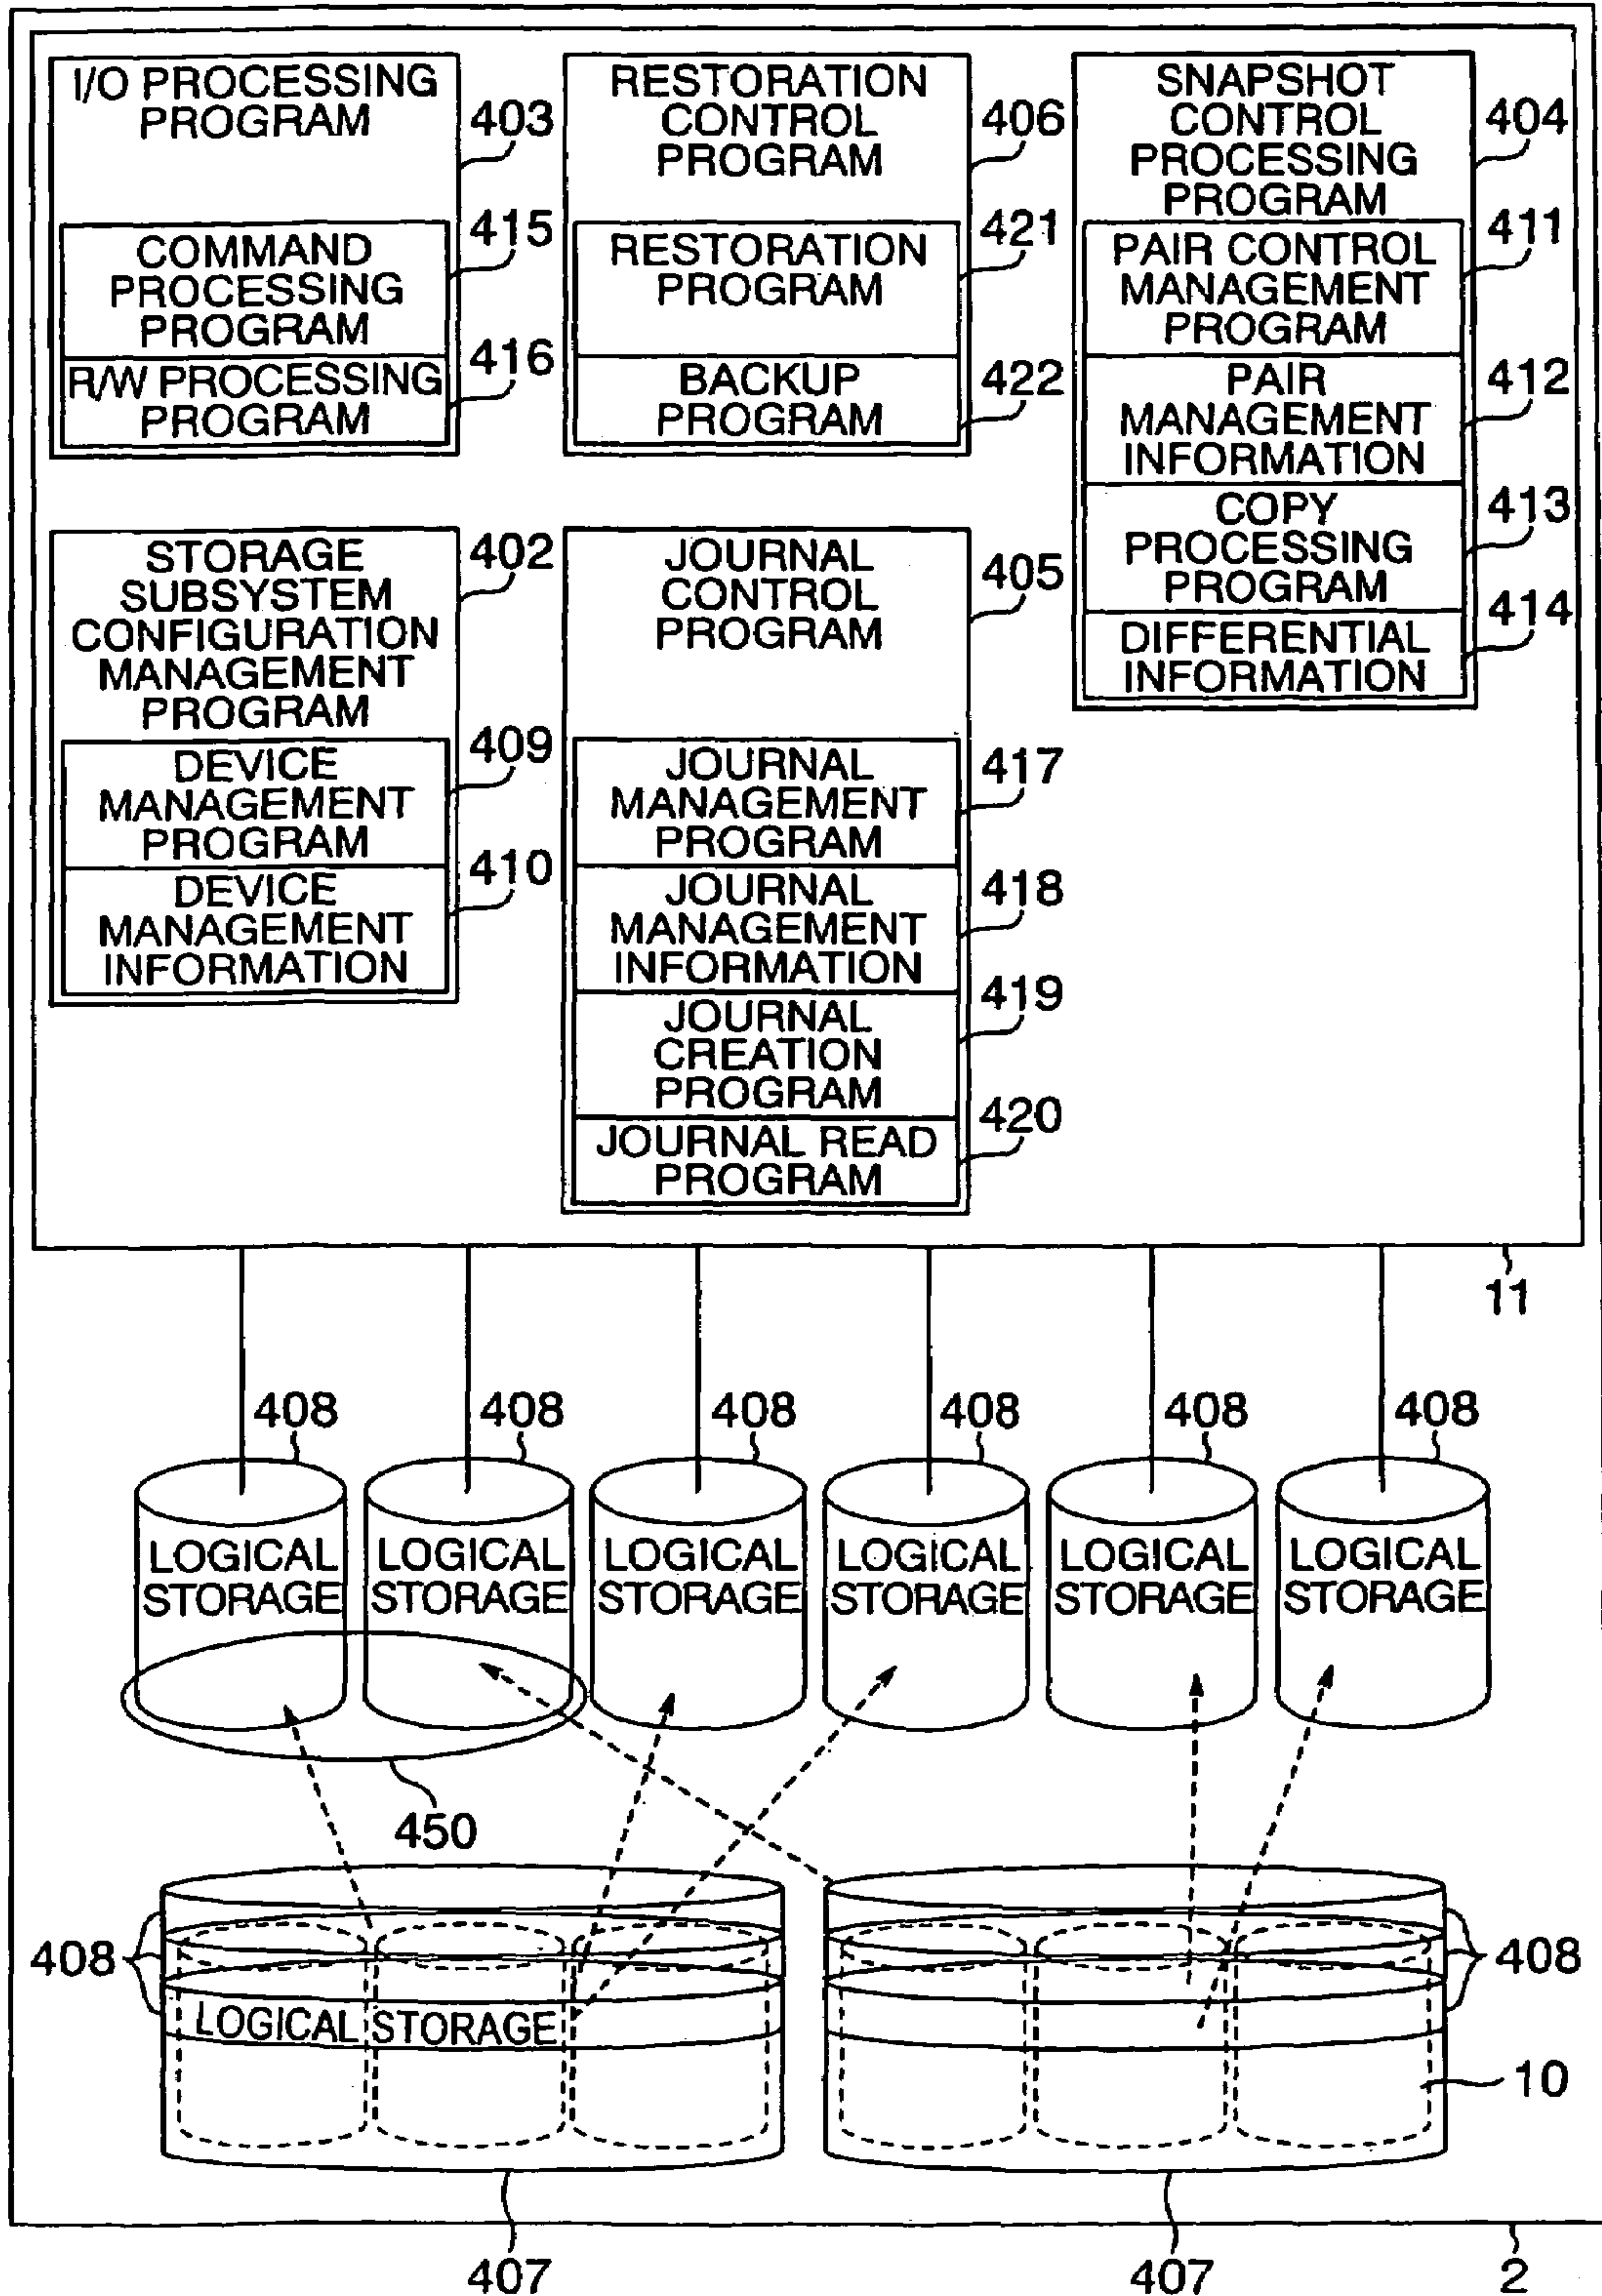 I/O PROCESSING
PROGRAM
403
COMMAND
PROCESSING
PROGRAM
415
R/W PROCESSING
PROGRAM
416
RESTORATION
CONTROL
PROGRAM
406
RESTORATION
PROGRAM
421
BACKUP
PROGRAM
422
SNAPSHOT
CONTROL
PROCESSING
PROGRAM
404
PAIR CONTROL
MANAGEMENT
PROGRAM
411
PAIR
MANAGEMENT
INFORMATION
412
COPY
PROCESSING
PROGRAM
413
DIFFERENTIAL
INFORMATION
414
STORAGE
SUBSYSTEM
CONFIGURATION
MANAGEMENT
PROGRAM
402
DEVICE
MANAGEMENT
PROGRAM
409
DEVICE
MANAGEMENT
INFORMATION
410
JOURNAL
CONTROL
PROGRAM
405
JOURNAL
MANAGEMENT
PROGRAM
417
JOURNAL
MANAGEMENT
INFORMATION
418
JOURNAL
CREATION
PROGRAM
419
JOURNAL READ
PROGRAM
420
11
408
408
408
408
408
408
LOGICAL
STORAGE
LOGICAL
STORAGE
LOGICAL
STORAGE
LOGICAL
STORAGE
LOGICAL
STORAGE
LOGICAL
STORAGE
450
408
LOGICAL STORAGE
408
10
407
407
2